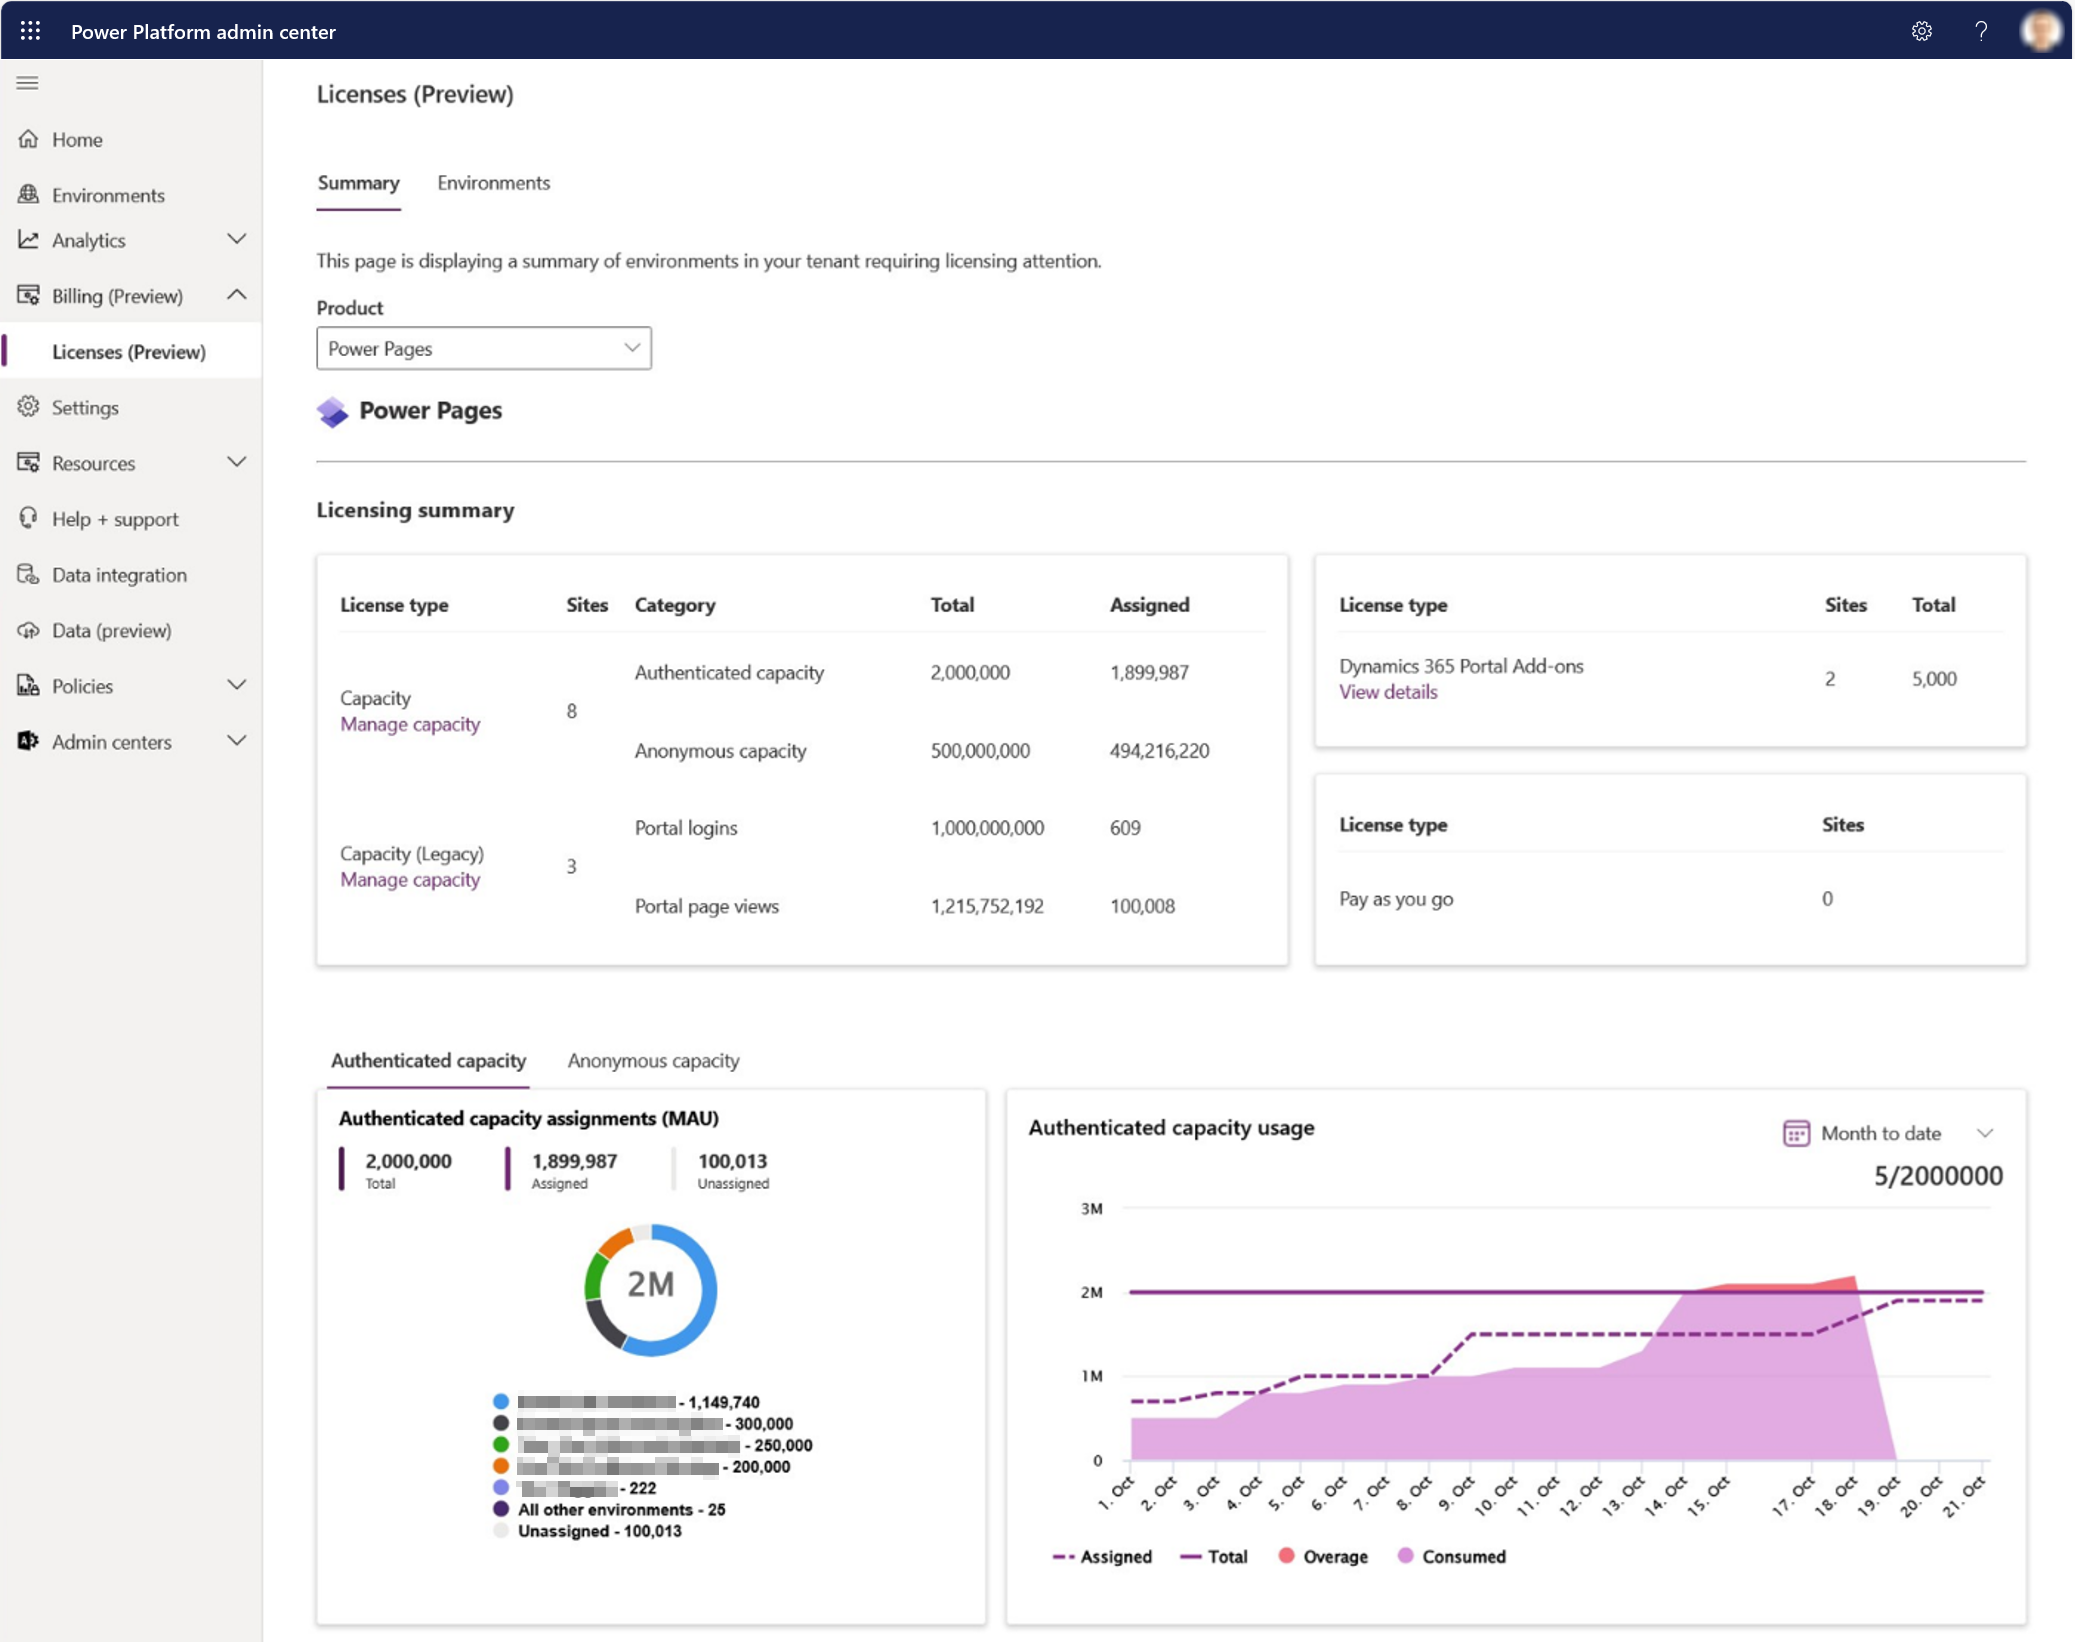 Power Platform admin center
?
Home
Environments
Analytics
Billing (Preview)
Licenses (Preview)
Settings
Resources
Help + support
Data integration
Data (preview)
Policies
Admin centers
Licenses (Preview)
Summary Environments
This page is displaying a summary of environments in your tenant requiring licensing attention.
Product
Power Pages
Power Pages
Licensing summary
License type Sites Category Total Assigned
Authenticated capacity 2,000,000 1,899,987
Capacity
Manage capacity
8
Anonymous capacity 500,000,000 494,216,220
Portal logins 1,000,000,000 609
Capacity (Legacy)
Manage capacity
3
Portal page views 1,215,752,192 100,008
License type Sites Total
Dynamics 365 Portal Add-ons
View details
2 5,000
License type Sites
Pay as you go 0
Authenticated capacity Anonymous capacity
Authenticated capacity assignments (MAU)
2,000,000 1,899,987 100,013
Total Assigned Unassigned
2M
- 1,149,740
- 300,000
- 250,000
- 200,000
- 222
All other environments - 25
Unassigned - 100,013
Authenticated capacity usage
Month to date
5/2000000
3M
2M
1M
0
1. Oct 2. Oct 3. Oct 4. Oct 5. Oct 6. Oct 7. Oct 8. Oct 9. Oct 10. Oct 11. Oct 12. Oct 13. Oct 14. Oct 15. Oct 17. Oct 18. Oct 19. Oct 20. Oct 21. Oct
Assigned Total Overage Consumed